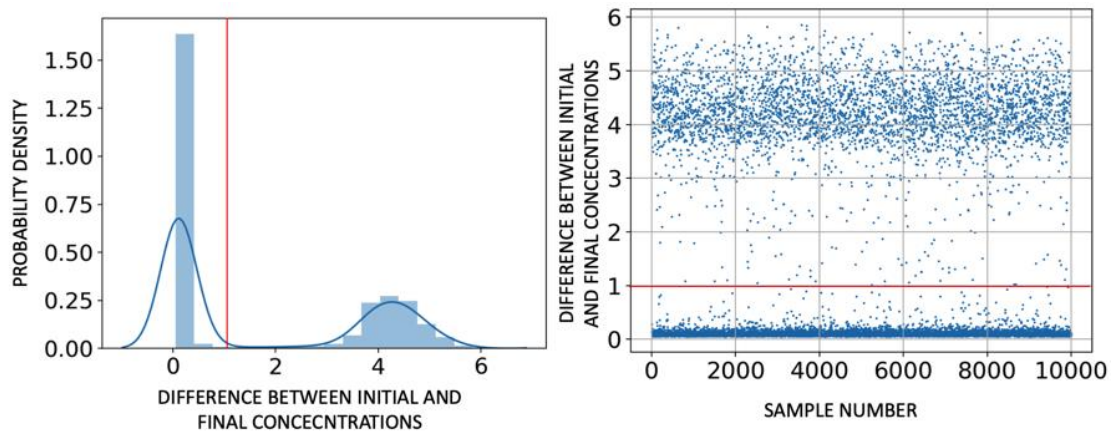 PROBABILITY DENSITY
1.50
1.25
1.00
0.75
0.50
0.25
0.00
0 2 4 6
DIFFERENCE BETWEEN INITIAL AND
FINAL CONCECNTRATIONS
DIFFERENCE BETWEEN INITIAL
AND FINAL CONCECNTRATIONS
6
5
4
3
2
1
0
0 2000 4000 6000 8000 10000
SAMPLE NUMBER